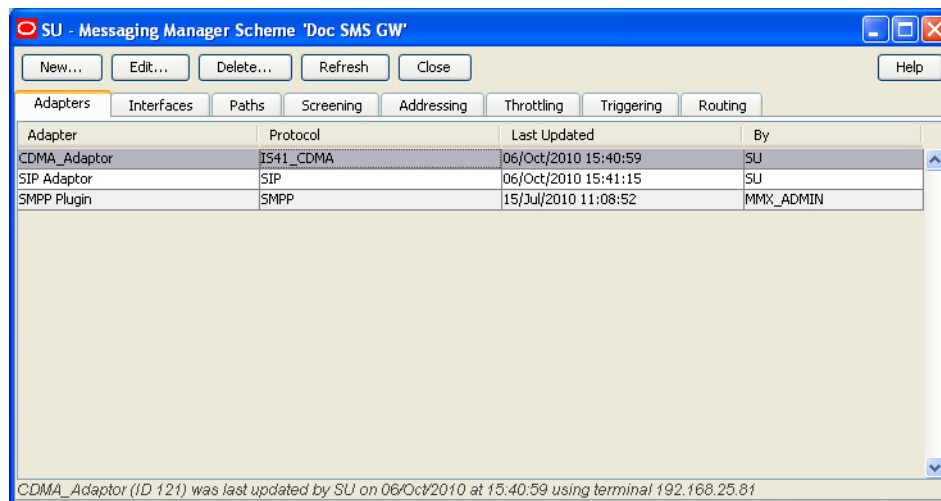 SU - Messaging Manager Scheme 'Doc SMS GW'
New... Edit... Delete... Refresh Close Help
Adapters Interfaces Paths Screening Addressing Throttling Triggering Routing
Adapter Protocol Last Updated By
CDMA_Adaptor IS41_CDMA 06/Oct/2010 15:40:59 SU
SIP Adaptor SIP 06/Oct/2010 15:41:15 SU
SMPP Plugin SMPP 15/Jul/2010 11:08:52 MMX_ADMIN
CDMA_Adaptor (ID 121) was last updated by SU on 06/Oct/2010 at 15:40:59 using terminal 192.168.25.81